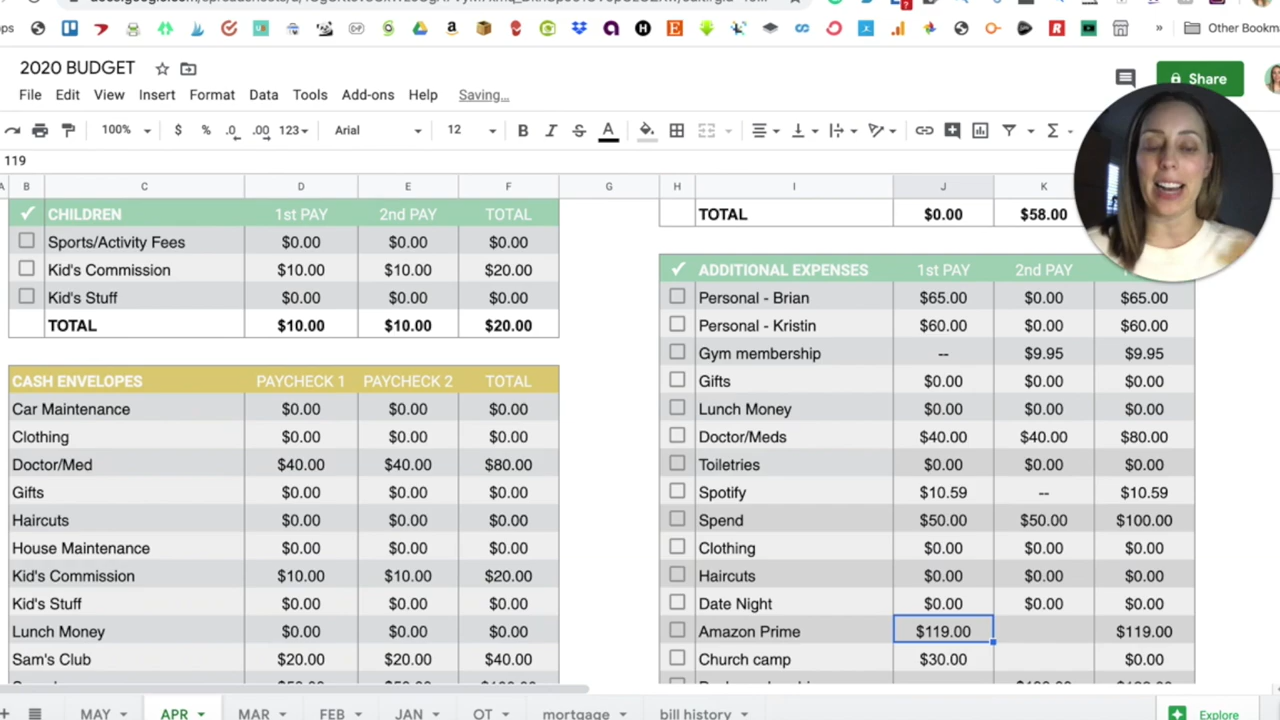 2020 BUDGET
File Edit View Insert Format Data Tools Add-ons Help Saving...
Share
Other Bookm
100% $ % .0 .00 123 Arial 12 B I S A
119
B C D E F G H I J K
CHILDREN 1st PAY 2nd PAY TOTAL
Sports/Activity Fees $0.00 $0.00 $0.00
Kid's Commission $10.00 $10.00 $20.00
Kid's Stuff $0.00 $0.00 $0.00
TOTAL $10.00 $10.00 $20.00
CASH ENVELOPES PAYCHECK 1 PAYCHECK 2 TOTAL
Car Maintenance $0.00 $0.00 $0.00
Clothing $0.00 $0.00 $0.00
Doctor/Med $40.00 $40.00 $80.00
Gifts $0.00 $0.00 $0.00
Haircuts $0.00 $0.00 $0.00
House Maintenance $0.00 $0.00 $0.00
Kid's Commission $10.00 $10.00 $20.00
Kid's Stuff $0.00 $0.00 $0.00
Lunch Money $0.00 $0.00 $0.00
Sam's Club $20.00 $20.00 $40.00
TOTAL $0.00 $58.00
ADDITIONAL EXPENSES 1st PAY 2nd PAY
Personal - Brian $65.00 $0.00 $65.00
Personal - Kristin $60.00 $0.00 $60.00
Gym membership -- $9.95 $9.95
Gifts $0.00 $0.00 $0.00
Lunch Money $0.00 $0.00 $0.00
Doctor/Meds $40.00 $40.00 $80.00
Toiletries $0.00 $0.00 $0.00
Spotify $10.59 -- $10.59
Spend $50.00 $50.00 $100.00
Clothing $0.00 $0.00 $0.00
Haircuts $0.00 $0.00 $0.00
Date Night $0.00 $0.00 $0.00
Amazon Prime $119.00 $119.00
Church camp $30.00 $0.00
MAY APR MAR FEB JAN OT mortgage bill history Explore